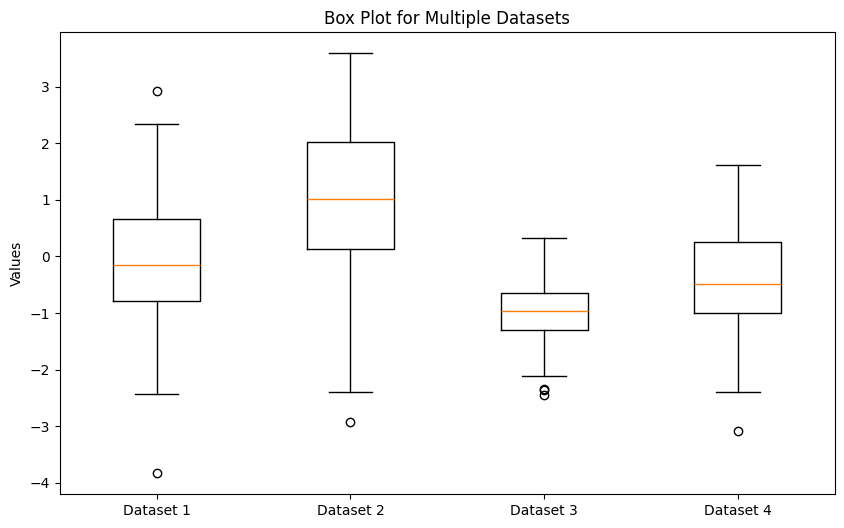 Box Plot for Multiple Datasets
Values
3
2
1
0
−1
−2
−3
−4
Dataset 1
Dataset 2
Dataset 3
Dataset 4